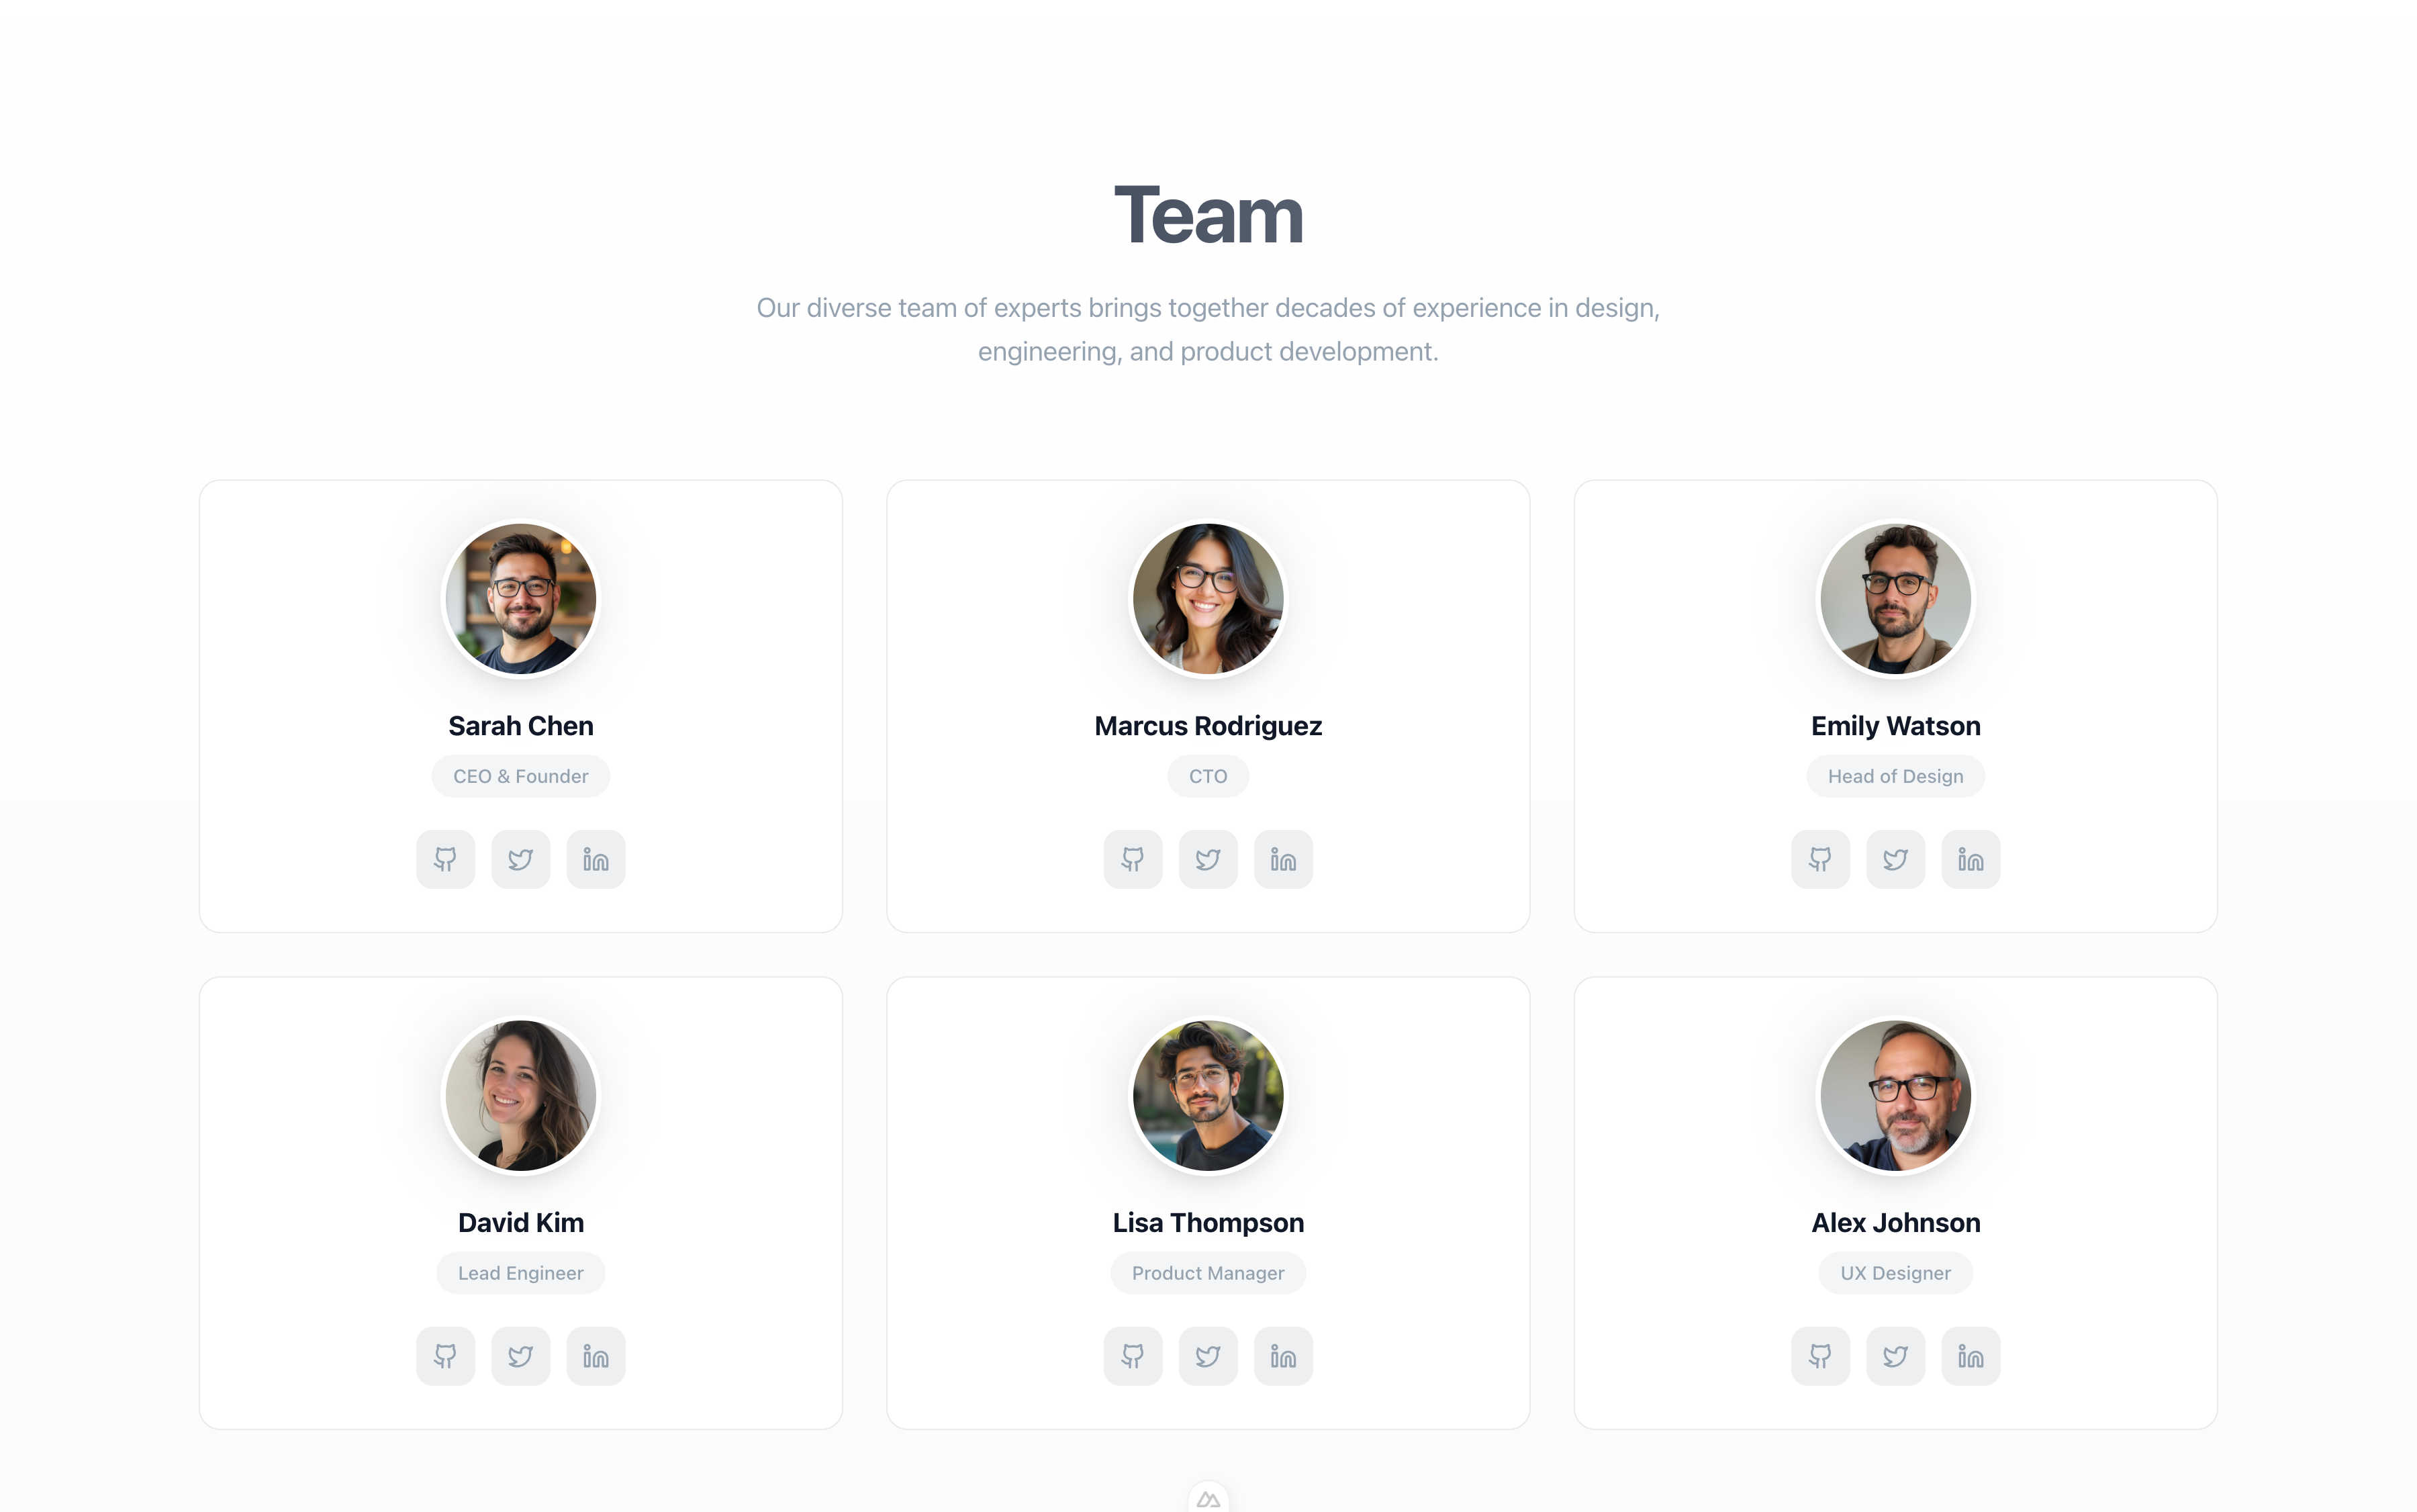 Team
Our diverse team of experts brings together decades of experience in design,
engineering, and product development.
Sarah Chen
CEO & Founder
Marcus Rodriguez
CTO
Emily Watson
Head of Design
David Kim
Lead Engineer
Lisa Thompson
Product Manager
Alex Johnson
UX Designer